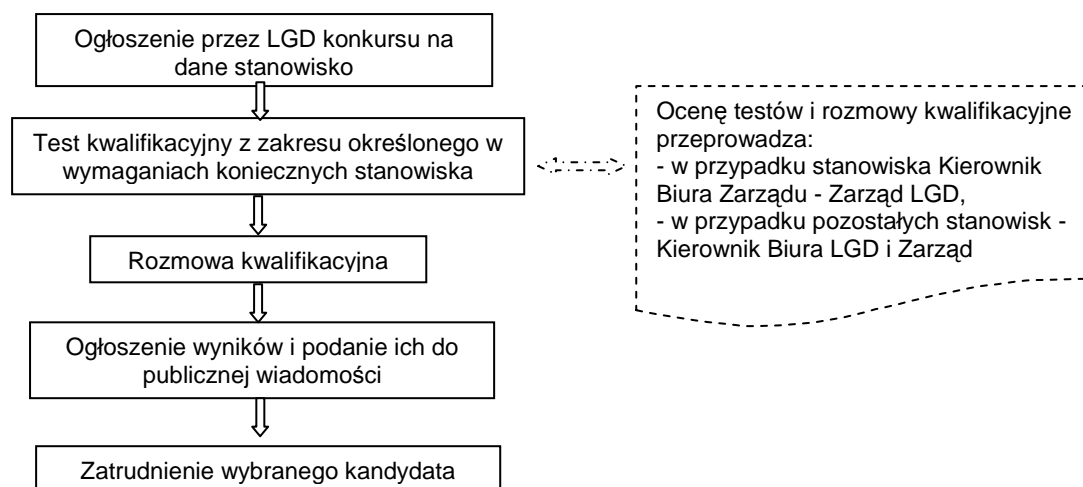 Ogłoszenie przez LGD konkursu na
dane stanowisko
Test kwalifikacyjny z zakresu określonego w
wymaganiach koniecznych stanowiska
Rozmowa kwalifikacyjna
Ogłoszenie wyników i podanie ich do
publicznej wiadomości
Zatrudnienie wybranego kandydata
Ocenę testów i rozmowy kwalifikacyjne
przeprowadza:
- w przypadku stanowiska Kierownik
Biura Zarządu - Zarząd LGD,
- w przypadku pozostałych stanowisk -
Kierownik Biura LGD i Zarząd